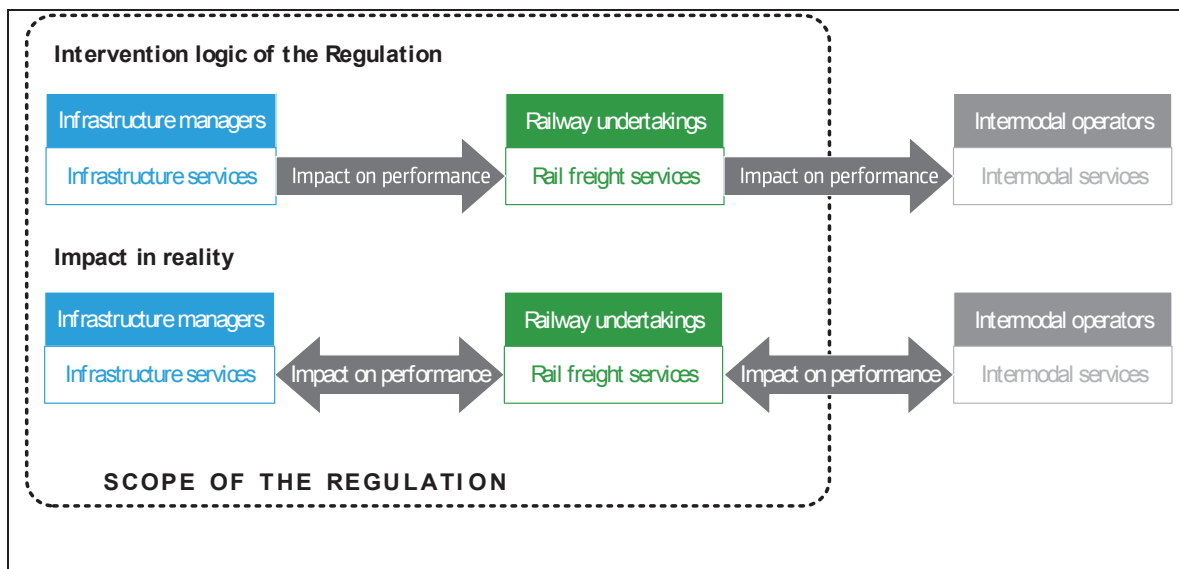 Intervention logic of the Regulation
Infrastructure managers
Railway undertakings
Intermodal operators
Infrastructure services
Impact on performance
Rail freight services
Impact on performance
Intermodal services
Impact in reality
Infrastructure managers
Railway undertakings
Intermodal operators
Infrastructure services
Impact on performance
Rail freight services
Impact on performance
Intermodal services
SCOPE OF THE REGULATION